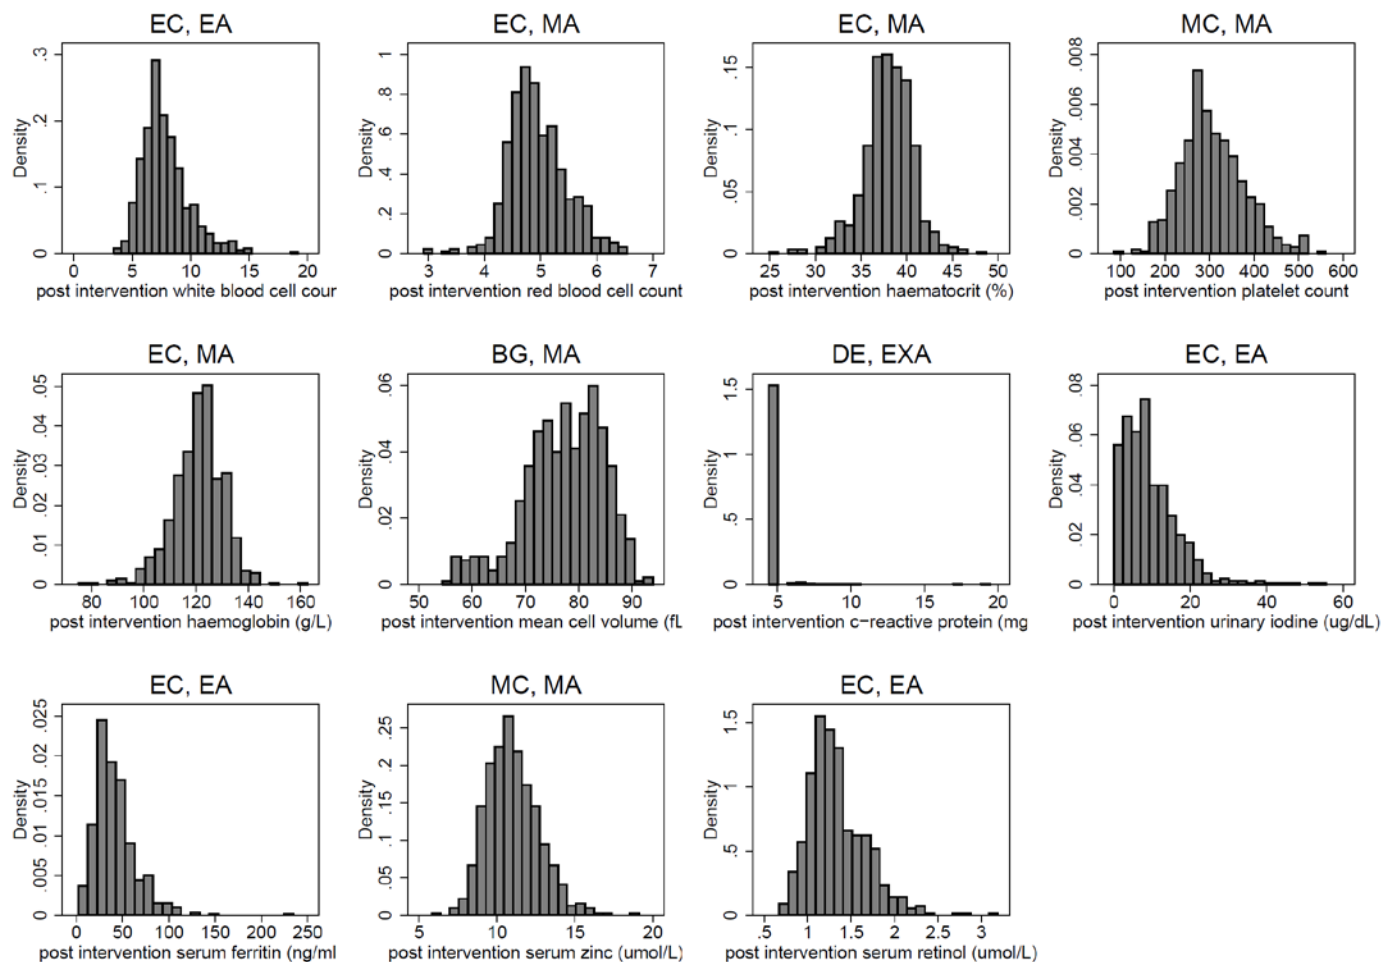 EC, EA
EC, MA
EC, MA
MC, MA
Density
0 .1 .2 .3
0 5 10 15 20
post intervention white blood cell cour
Density
0 .2 .4 .6 .8 1
3 4 5 6 7
post intervention red blood cell count
Density
0 .05 .1 .15
25 30 35 40 45 50
post intervention haematocrit (%)
Density
0 .002 .004 .006 .008
100 200 300 400 500 600
post intervention platelet count
EC, MA
BG, MA
DE, EXA
EC, EA
Density
0 .01 .02 .03 .04 .05
80 100 120 140 160
post intervention haemoglobin (g/L)
Density
0 .02 .04 .06
50 60 70 80 90
post intervention mean cell volume (fL
Density
0 .5 1 1.5
5 10 15 20
post intervention c-reactive protein (mg
Density
0 .02 .04 .06 .08
0 20 40 60
post intervention urinary iodine (ug/dL)
EC, EA
MC, MA
EC, EA
Density
0 .005 .01 .015 .02 .025
0 50 100 150 200 250
post intervention serum ferritin (ng/ml
Density
0 .05 .1 .15 .2 .25
5 10 15 20
post intervention serum zinc (umol/L)
Density
0 .5 1 1.5
.5 1 1.5 2 2.5 3
post intervention serum retinol (umol/L)